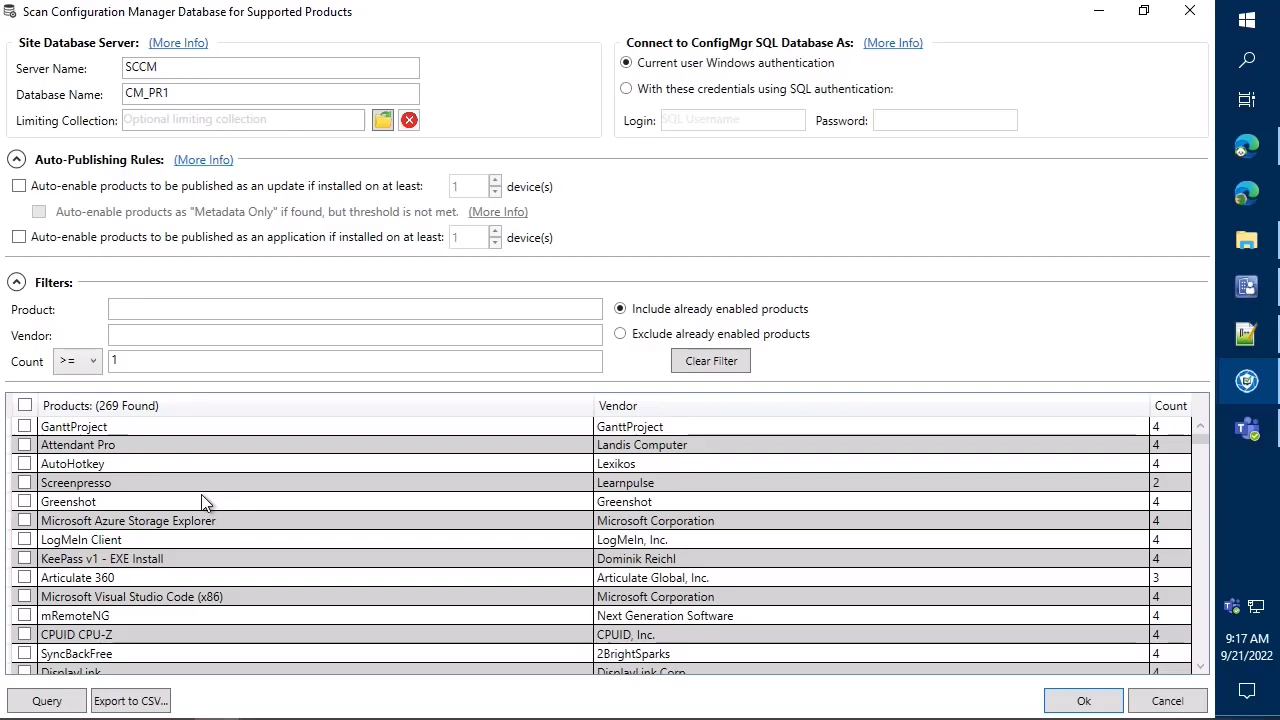 Scan Configuration Manager Database for Supported Products
Site Database Server: (More Info)
Server Name: SCCM
Database Name: CM_PR1
Limiting Collection: Optional limiting collection
Connect to ConfigMgr SQL Database As: (More Info)
Current user Windows authentication
With these credentials using SQL authentication:
Login: SQL Username Password:
Auto-Publishing Rules: (More Info)
Auto-enable products to be published as an update if installed on at least: 1 device(s)
Auto-enable products as "Metadata Only" if found, but threshold is not met. (More Info)
Auto-enable products to be published as an application if installed on at least: 1 device(s)
Filters:
Product: Include already enabled products
Vendor: Exclude already enabled products
Count >= 1 Clear Filter
Products: (269 Found) Vendor Count
GanttProject GanttProject 4
Attendant Pro Landis Computer 4
AutoHotkey Lexikos 4
Screenpresso Learnpulse 2
Greenshot Greenshot 4
Microsoft Azure Storage Explorer Microsoft Corporation 4
LogMeIn Client LogMeIn, Inc. 4
KeePass v1 - EXE Install Dominik Reichl 4
Articulate 360 Articulate Global, Inc. 3
Microsoft Visual Studio Code (x86) Microsoft Corporation 4
mRemoteNG Next Generation Software 4
CPUID CPU-Z CPUID, Inc. 4
SyncBackFree 2BrightSparks 4
DisplayLink DisplayLink Corp. 4
Query Export to CSV... Ok Cancel
9:17 AM
9/21/2022